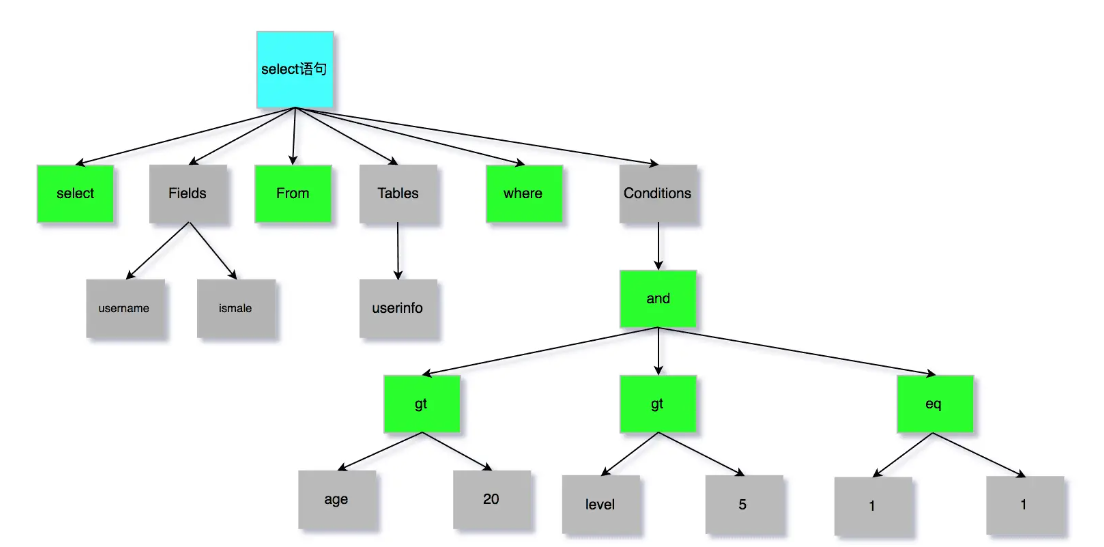 select语句
select
Fields
From
Tables
where
Conditions
username
ismale
userinfo
and
gt
gt
eq
age
20
level
5
1
1